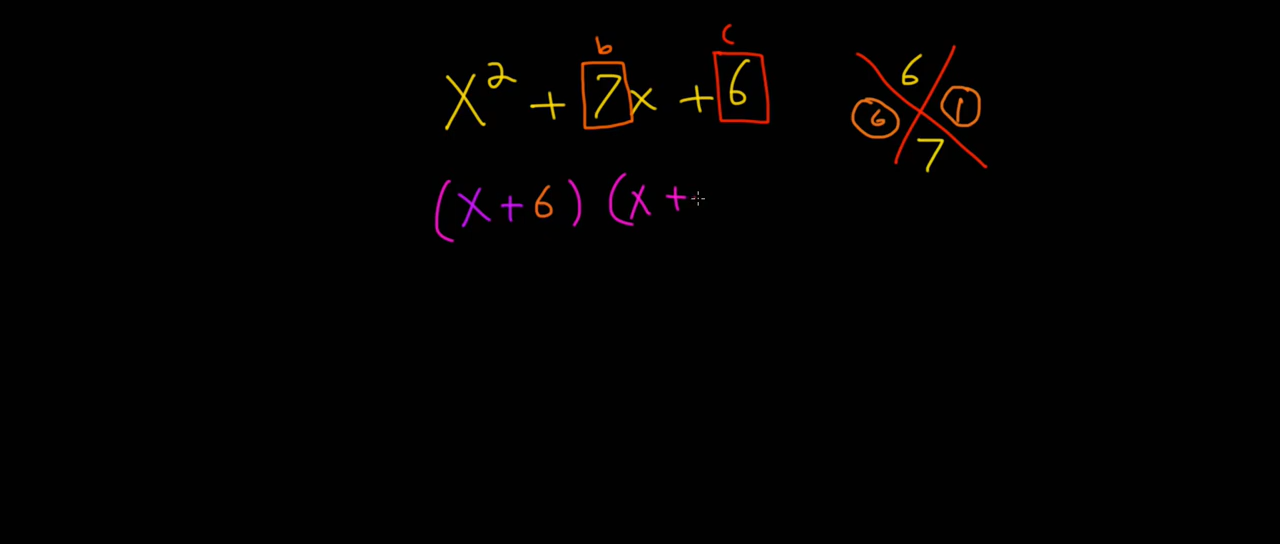 b c
x² + 7x + 6
6
6 1
7
(x + 6) (x +